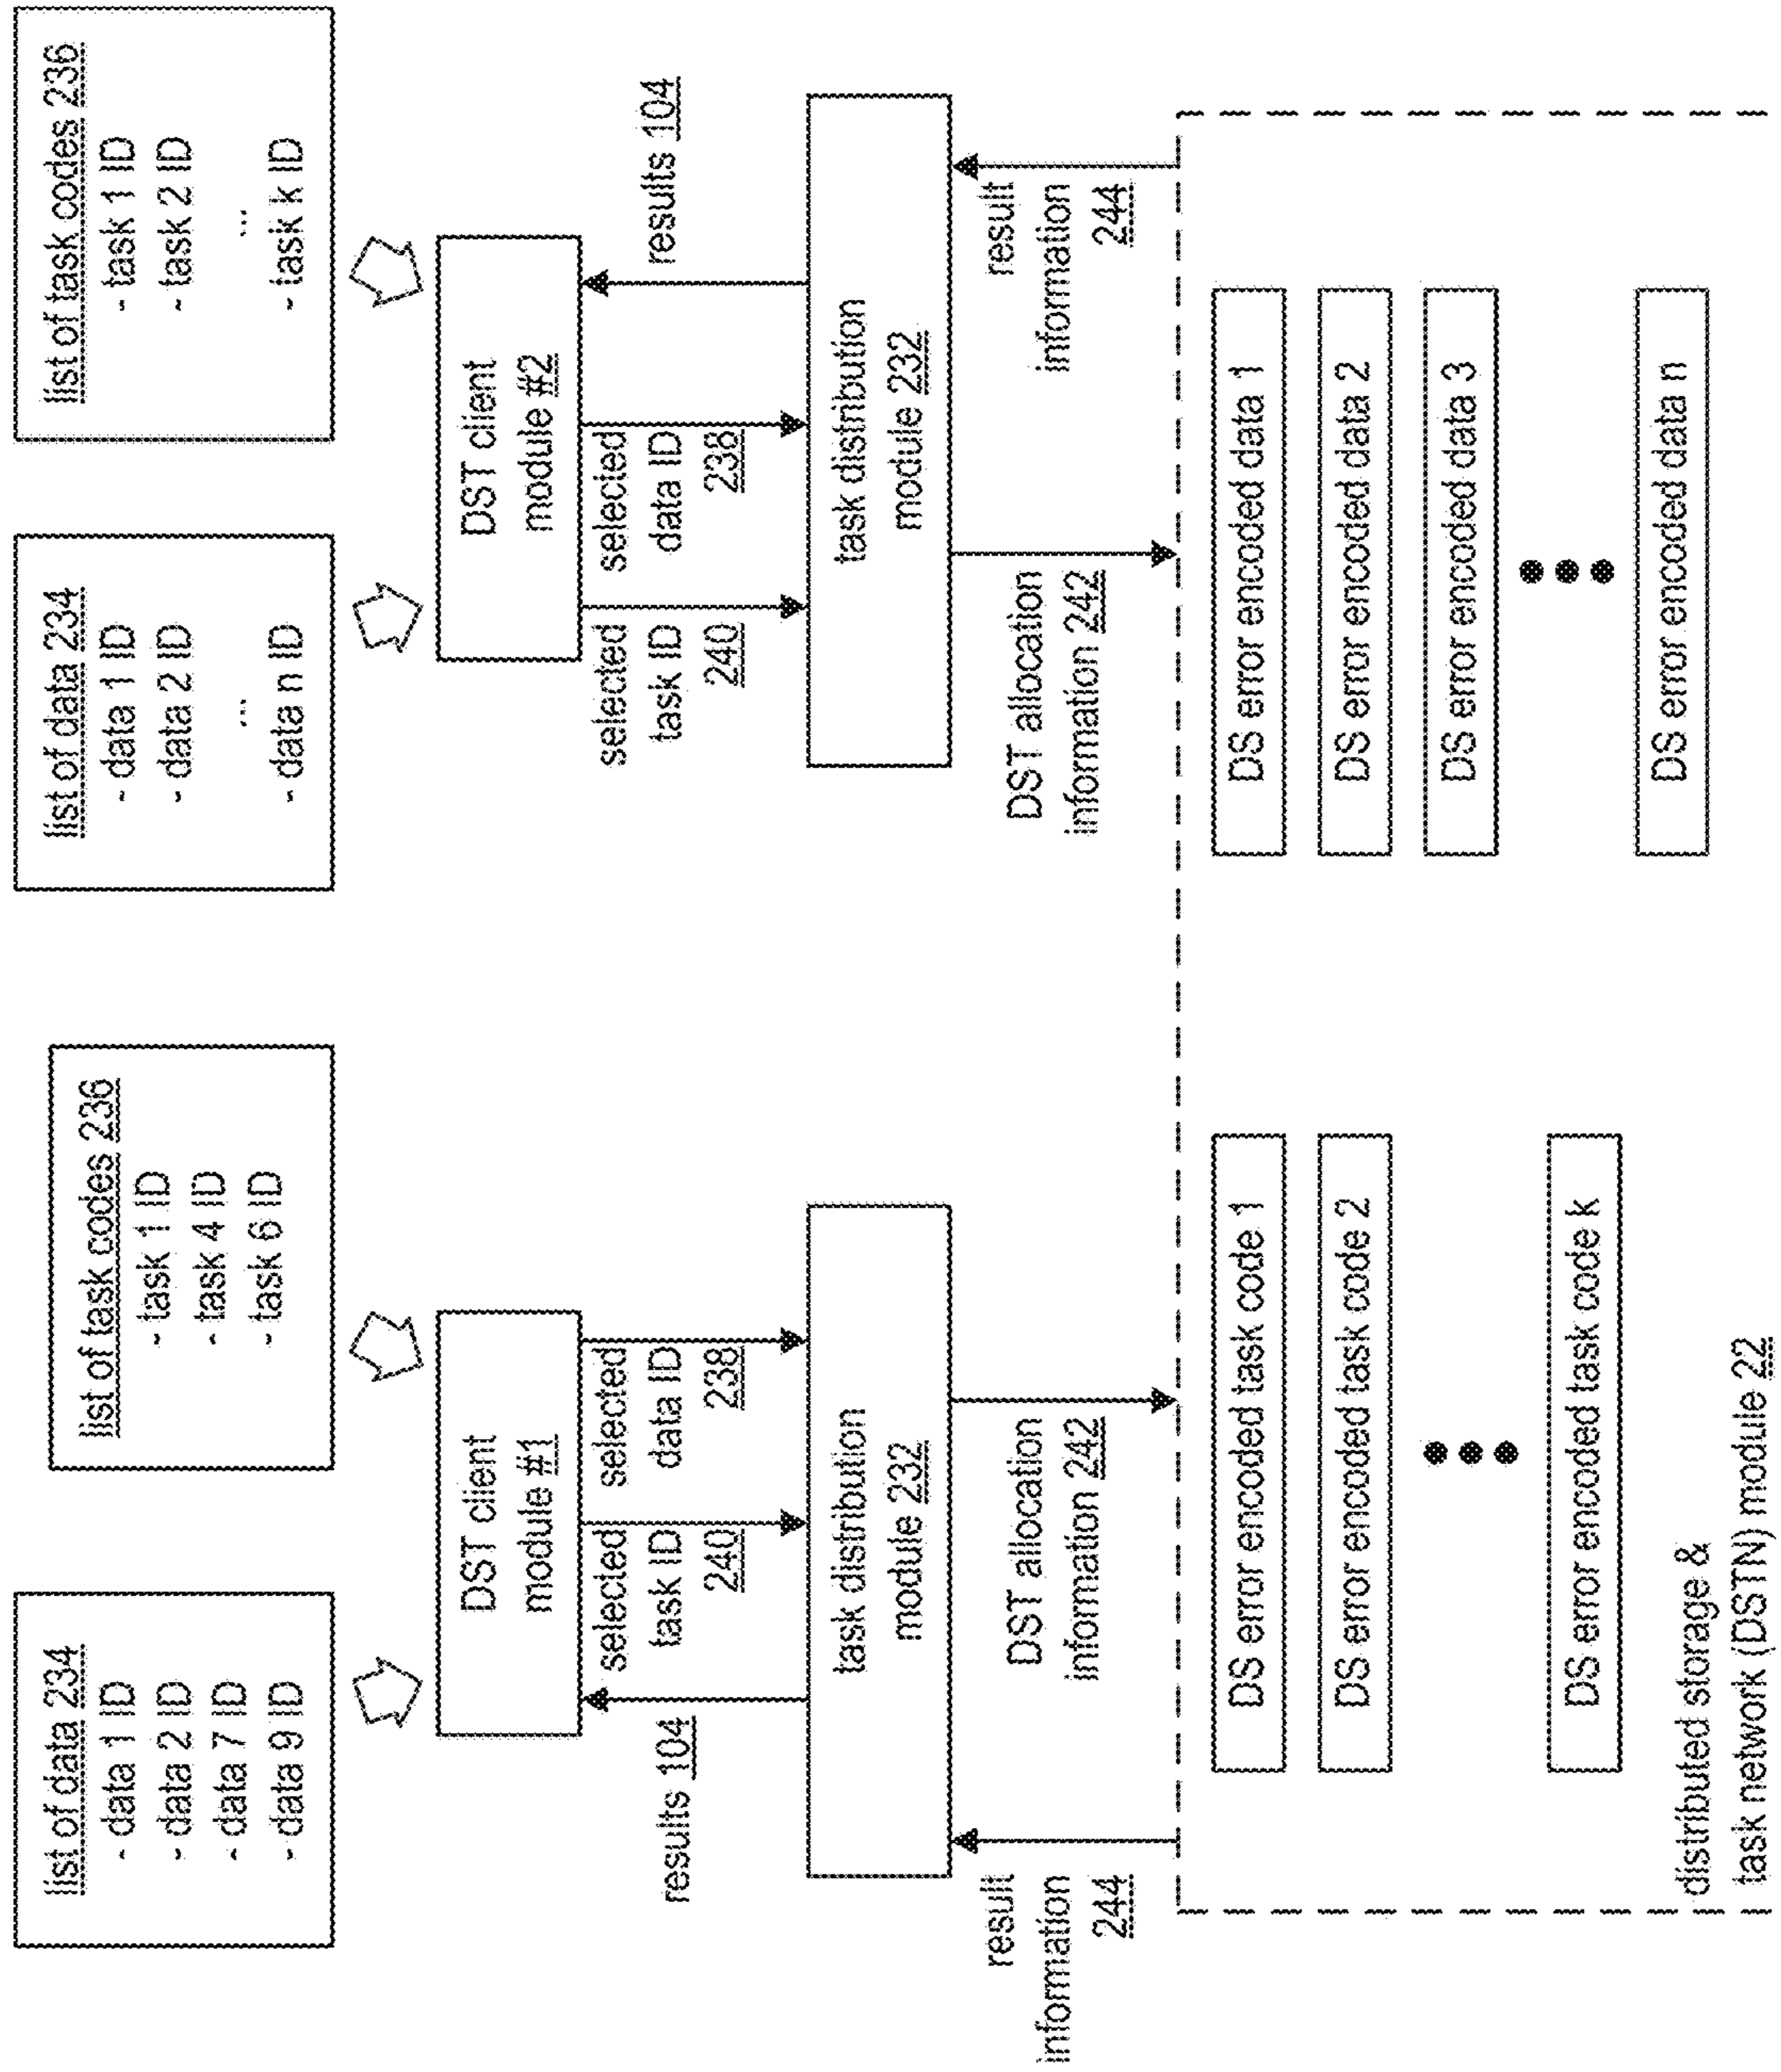 list of data 234
- data 1 ID
- data 2 ID
- data 7 ID
- data 9 ID
list of task codes 236
- task 1 ID
- task 4 ID
- task 6 ID
DST client
module #1
results 104
selected
task ID
240
selected
data ID
238
task distribution
module 232
result
information
244
DST allocation
information 242
DS error encoded task code 1
DS error encoded task code 2
DS error encoded task code k
distributed storage &
task network (DSTN) module 22
list of data 234
- data 1 ID
- data 2 ID
...
- data n ID
list of task codes 236
- task 1 ID
- task 2 ID
...
- task k ID
DST client
module #2
selected
task ID
240
selected
data ID
238
results 104
task distribution
module 232
DST allocation
information 242
result
information
244
DS error encoded data 1
DS error encoded data 2
DS error encoded data 3
DS error encoded data n